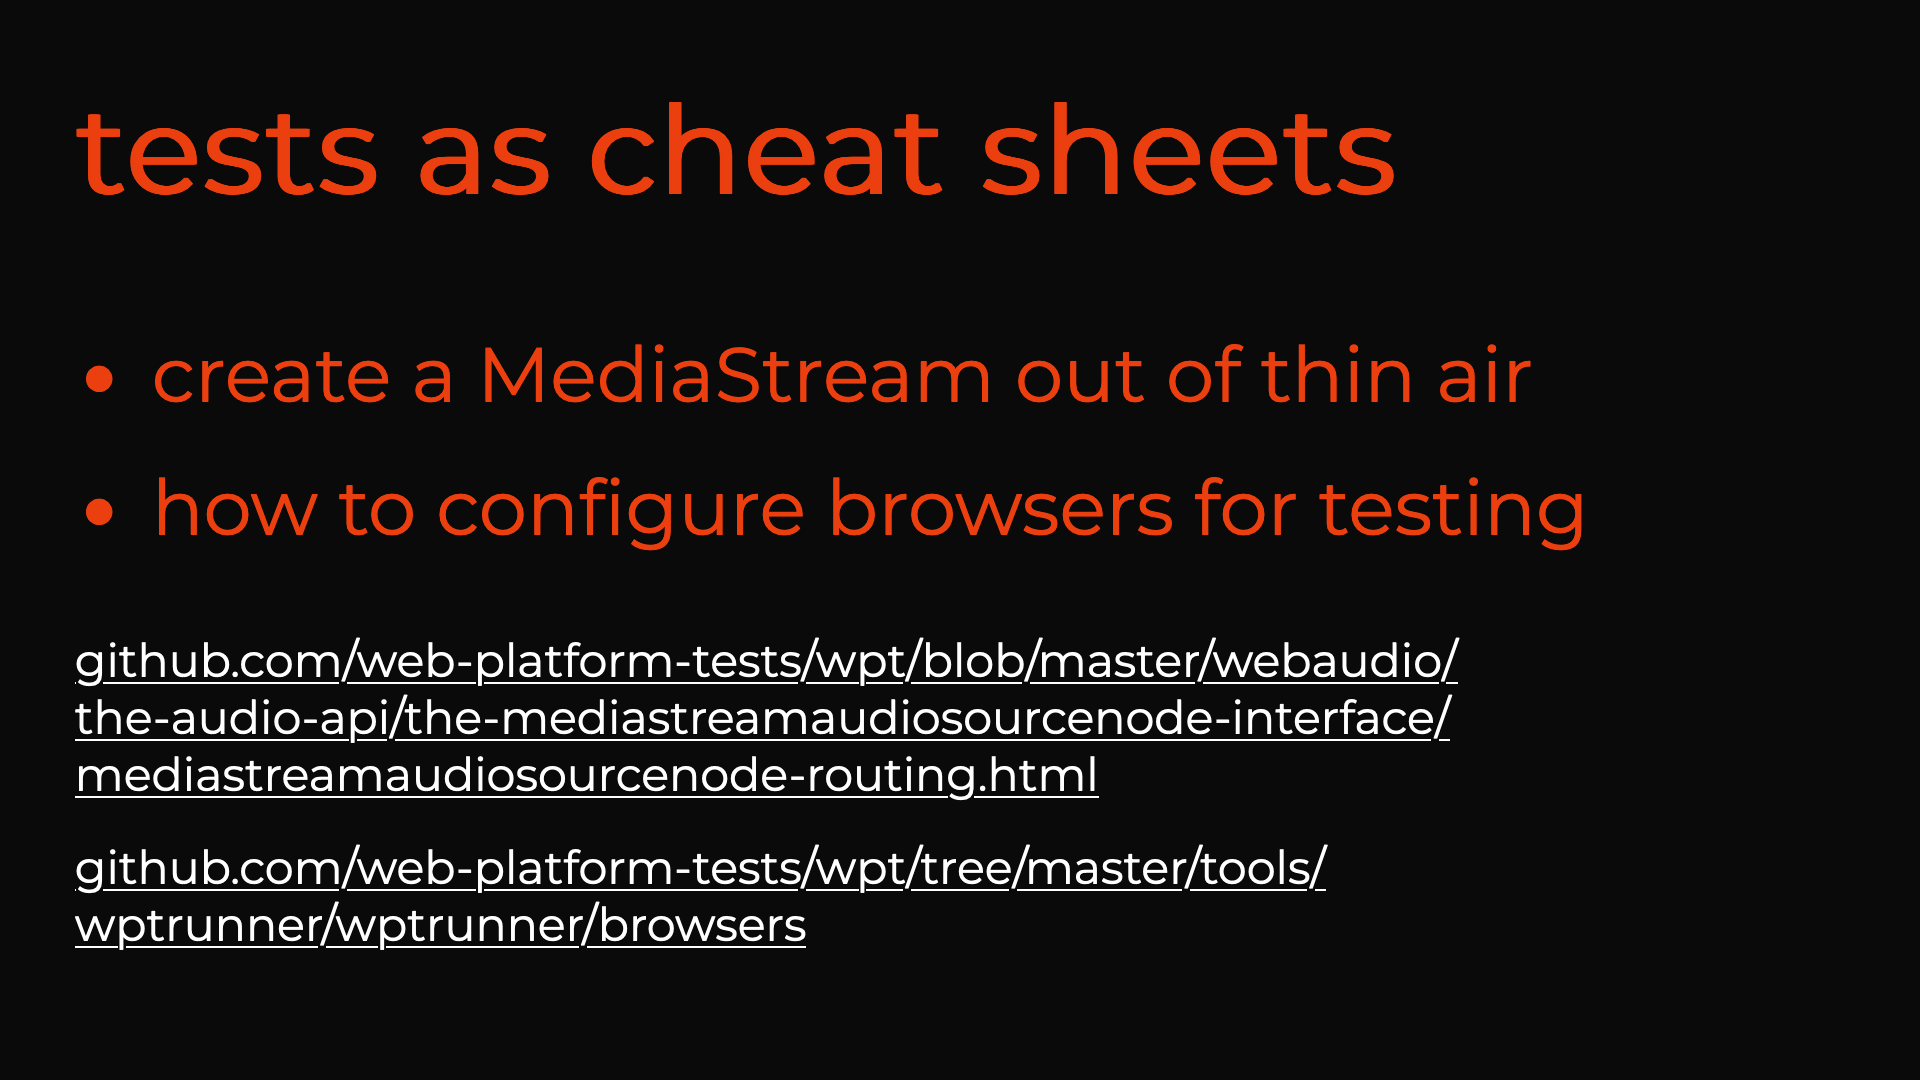 tests as cheat sheets
• create a MediaStream out of thin air
• how to configure browsers for testing
github.com/web-platform-tests/wpt/blob/master/webaudio/
the-audio-api/the-mediastreamaudiosourcenode-interface/
mediastreamaudiosourcenode-routing.html
github.com/web-platform-tests/wpt/tree/master/tools/
wptrunner/wptrunner/browsers